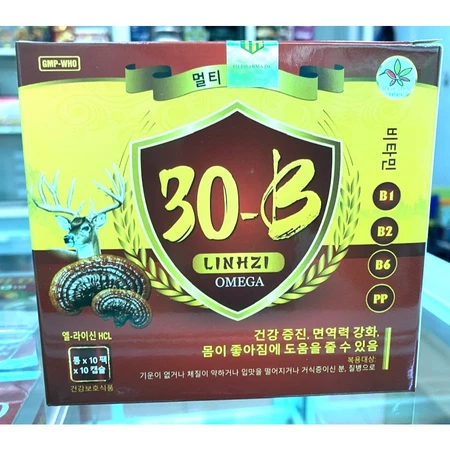 GMP-WHO
멀티
30-B
LINHZI
OMEGA
비타민
B1
B2
B6
PP
엘-라이신 HCL
통 x 10 팩
x 10 캡슐
건강보호식품
건강 증진, 면역력 강화,
몸이 좋아짐에 도움을 줄 수 있음
복용대상:
기운이 없거나 체질이 약하거나 입맛을 떨어지거나 거식증이신 분, 질병으로